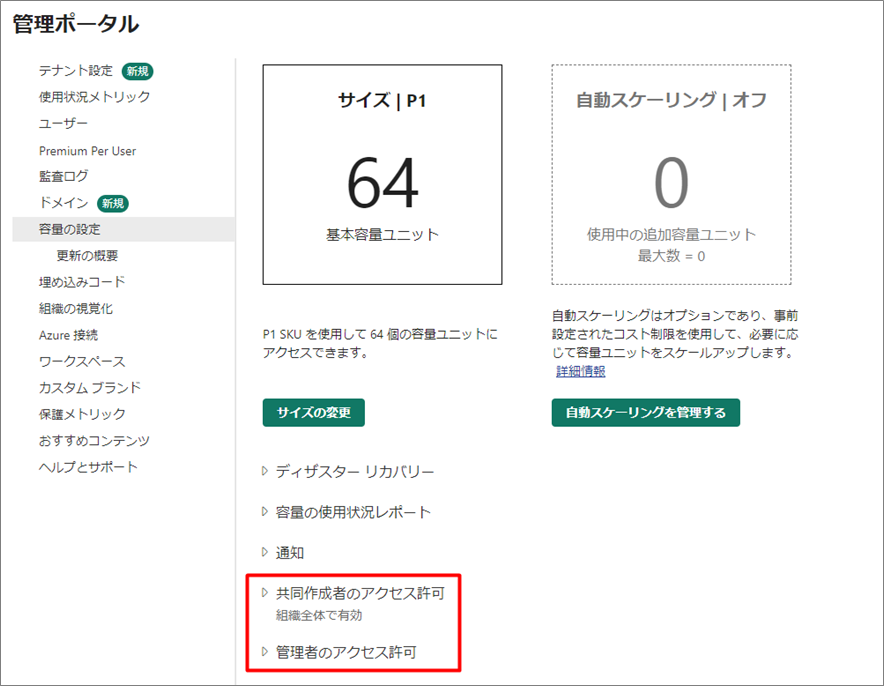 管理ポータル
テナント設定 新規
使用状況メトリック
ユーザー
Premium Per User
監査ログ
ドメイン 新規
容量の設定
更新の概要
埋め込みコード
組織の視覚化
Azure 接続
ワークスペース
カスタム ブランド
保護メトリック
おすすめコンテンツ
ヘルプとサポート
サイズ | P1
64
基本容量ユニット
P1 SKU を使用して 64 個の容量ユニットに
アクセスできます。
サイズの変更
自動スケーリング | オフ
0
使用中の追加容量ユニット
最大数 = 0
自動スケーリングはオプションであり、事前
設定されたコスト制限を使用して、必要に応
じて容量ユニットをスケールアップします。
詳細情報
自動スケーリングを管理する
ディザスター リカバリー
容量の使用状況レポート
通知
共同作成者のアクセス許可
組織全体で有効
管理者のアクセス許可